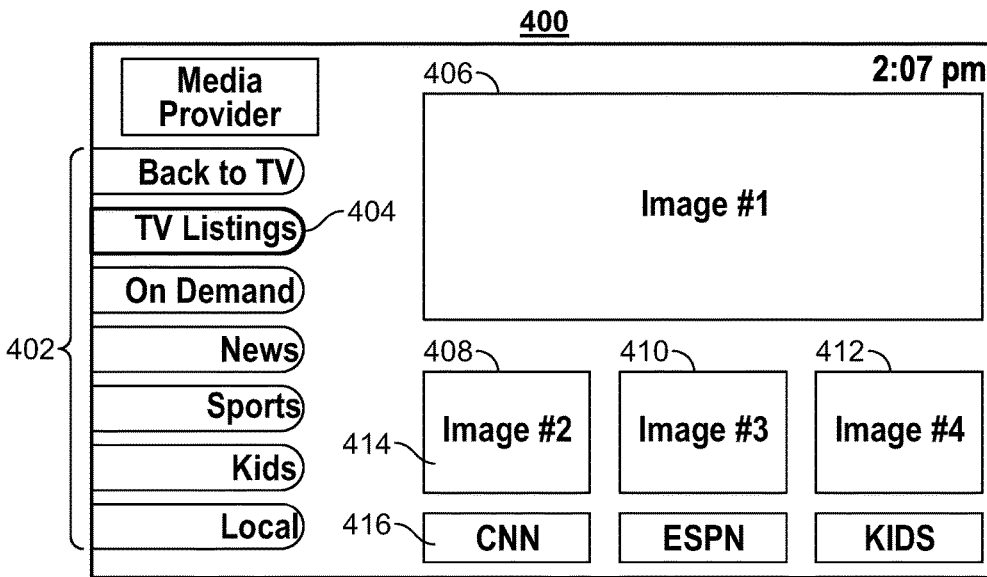 400
2:07 pm
Media
Provider
406
Back to TV
TV Listings
404
Image #1
On Demand
402
News
Sports
Kids
Local
408
410
412
Image #2
Image #3
Image #4
414
416
CNN
ESPN
KIDS